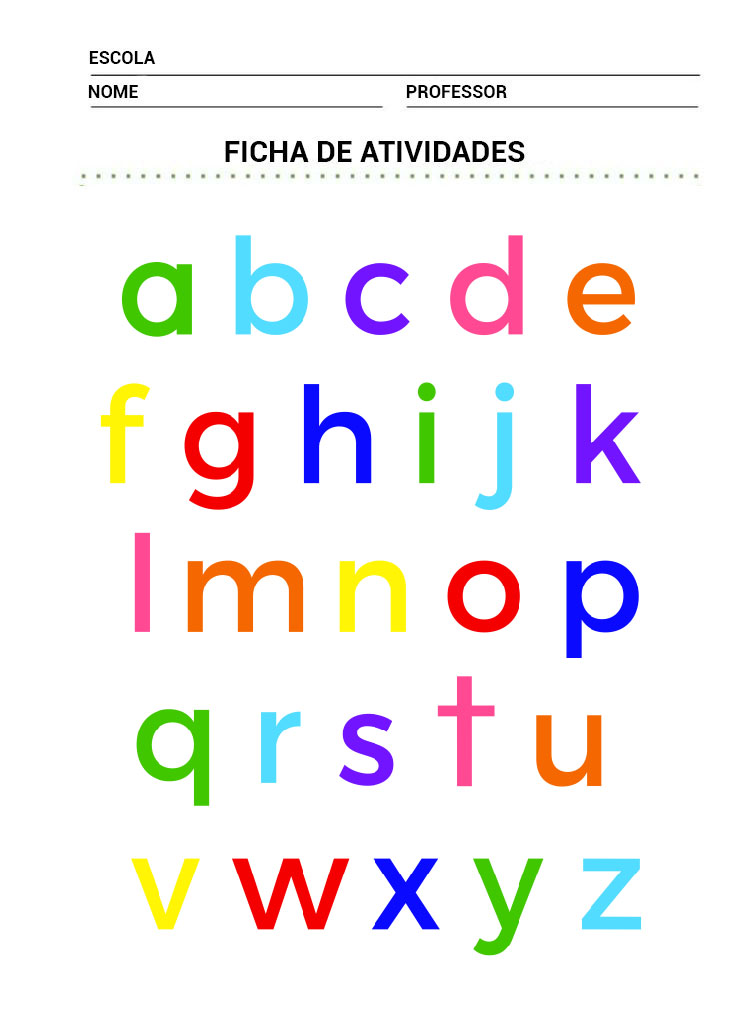 ESCOLA
NOME PROFESSOR
FICHA DE ATIVIDADES
a b c d e
f g h i j k
l m n o p
q r s t u
v w x y z